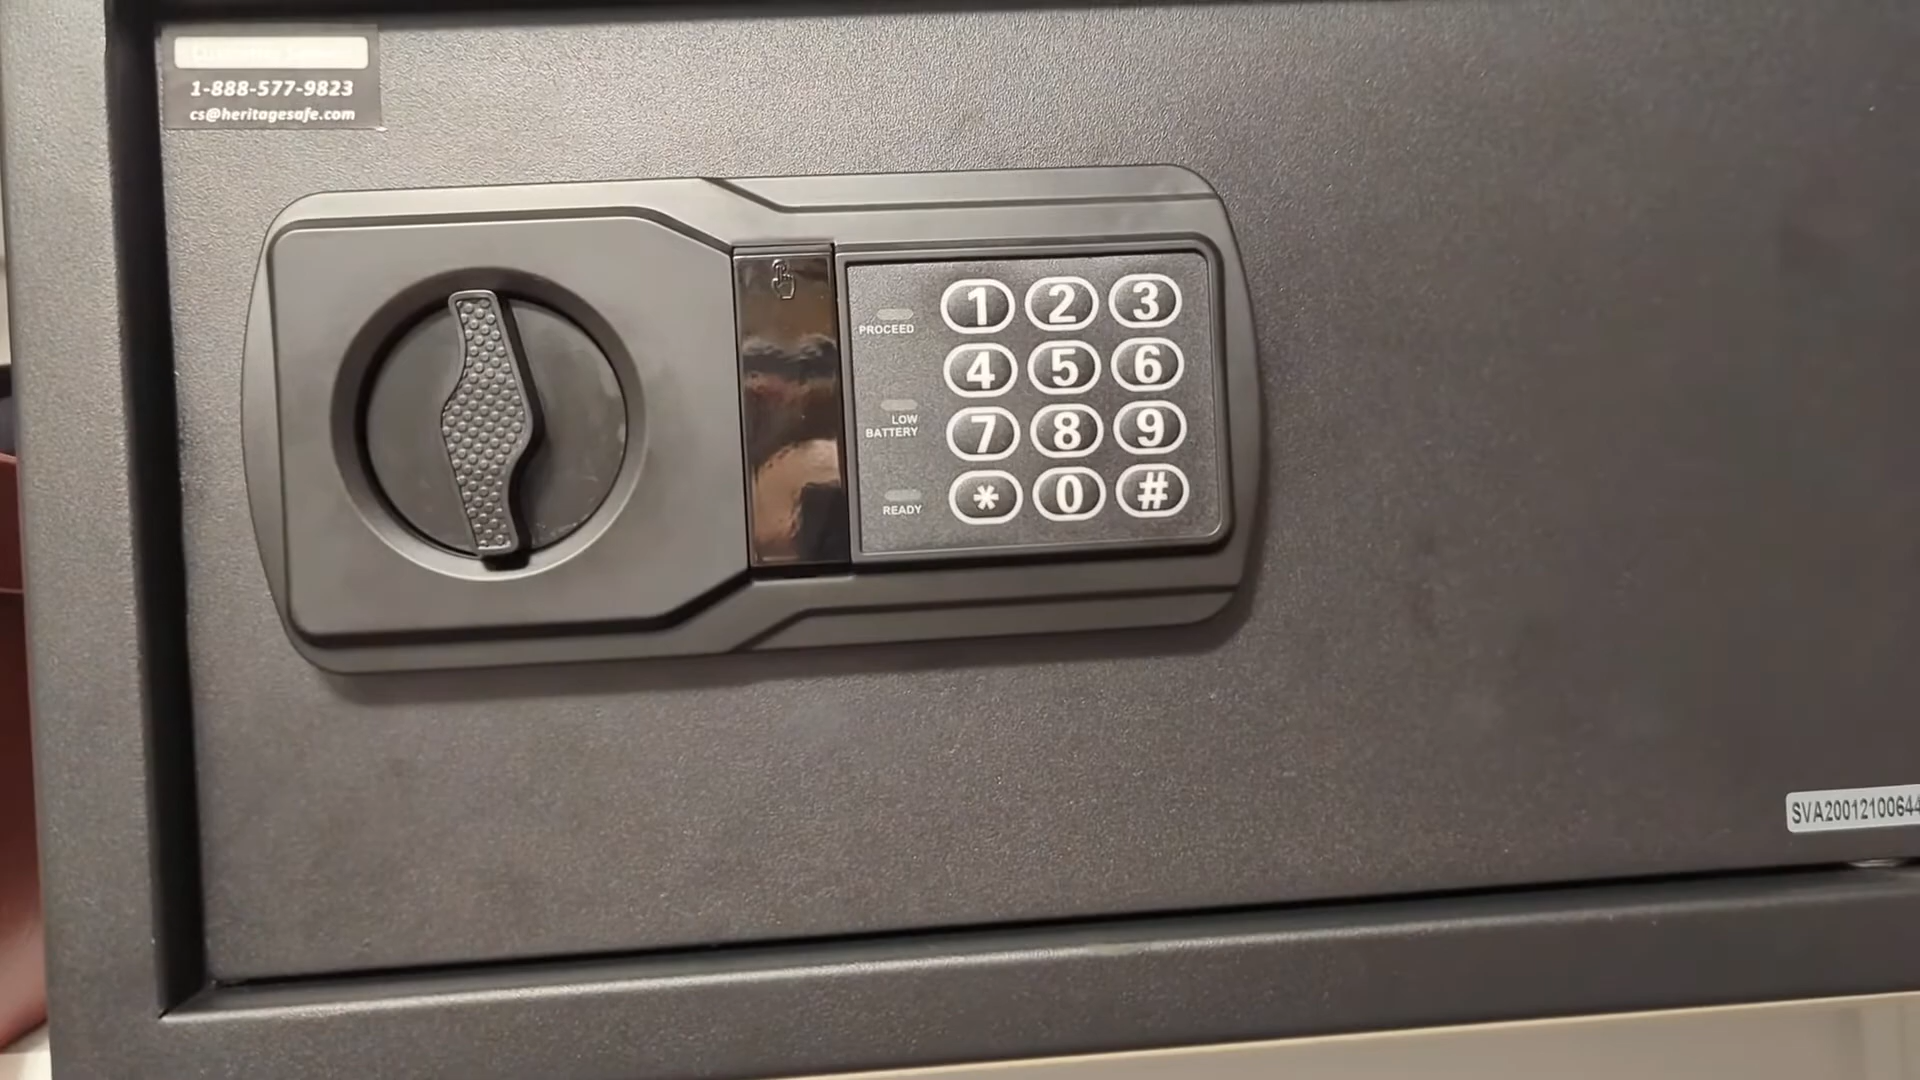 1-888-577-9823
cs@heritagesafe.com
1 2 3
PROCEED
4 5 6
LOW
BATTERY
7 8 9
* 0 #
READY
SVA20012100644